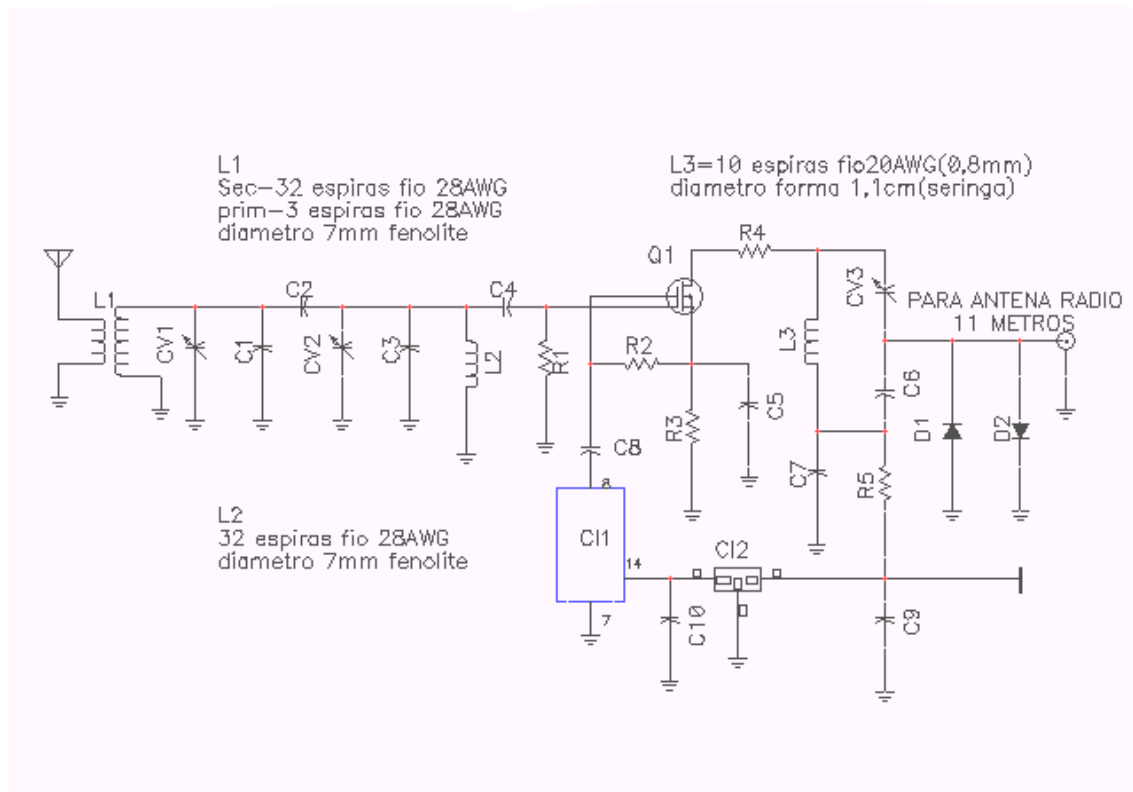 L1
Sec-32 espiras fio 28AWG
prim-3 espiras fio 28AWG
diametro 7mm fenolite
L3=10 espiras fio20AWG(0,8mm)
diametro forma 1,1cm(seringa)
R4
Q1
L1
C2
C4
CV3
PARA ANTENA RADIO
11 METROS
CV1
C1
CV2
C3
L2
R1
R2
L3
C6
C5
R3
D1
D2
C8
C7
R5
8
L2
32 espiras fio 28AWG
diametro 7mm fenolite
CI1
14
CI2
7
C10
C9